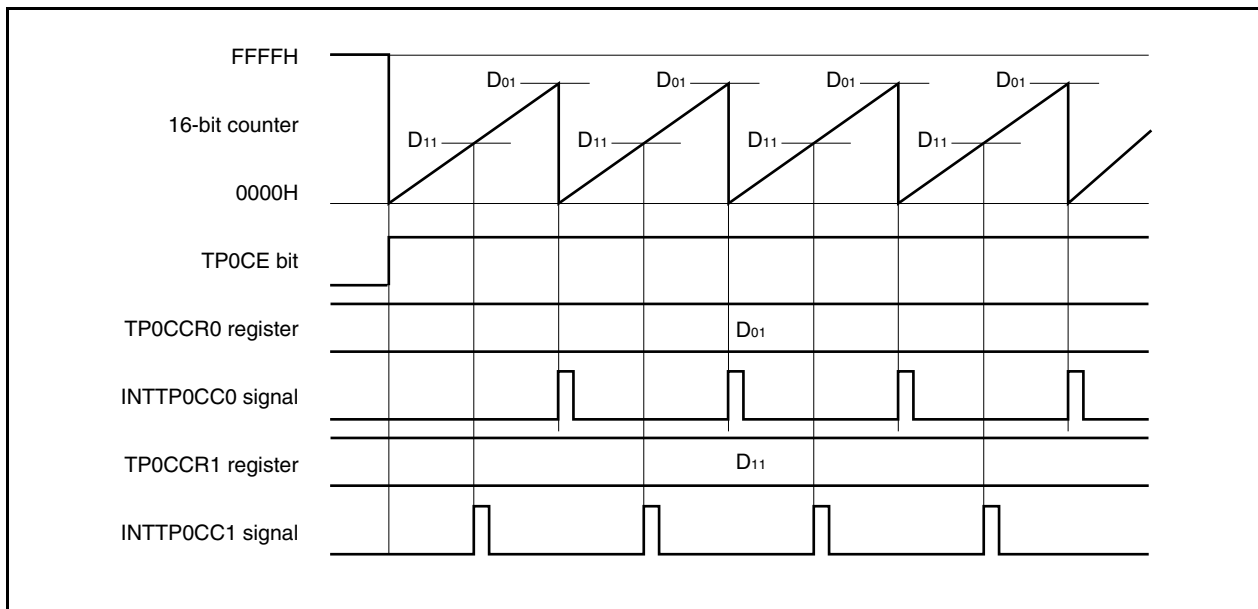 FFFFH
D01 D01 D01 D01
16-bit counter
D11 D11 D11 D11
0000H
TP0CE bit
TP0CCR0 register
D01
INTTP0CC0 signal
TP0CCR1 register
D11
INTTP0CC1 signal